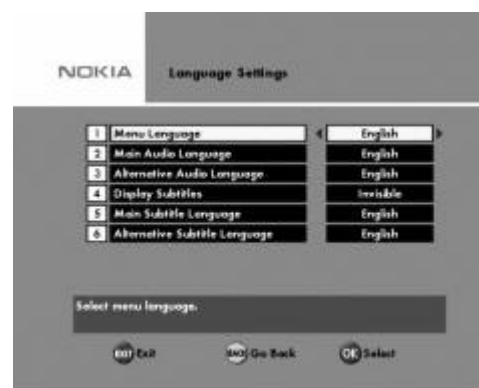 NOKIA
Language Settings
1 Menu Language English
2 Main Audio Language English
3 Alternative Audio Language English
4 Display Subtitles Invisible
5 Main Subtitle Language English
6 Alternative Subtitle Language English
Select menu language.
EXIT Exit BACK Go Back OK Select